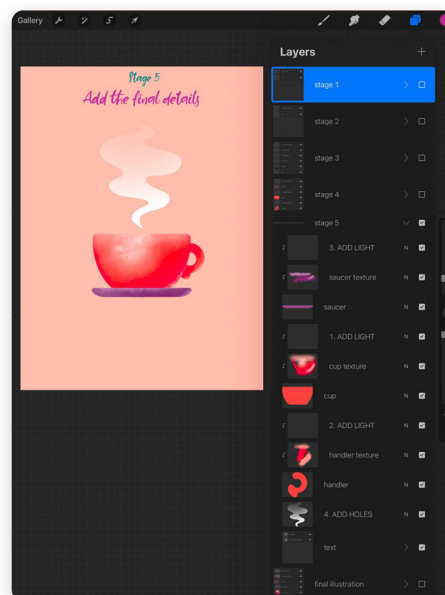 Gallery
Layers
Stage 5
Add the final details
stage 1
stage 2
stage 3
stage 4
stage 5
3. ADD LIGHT N
saucer texture N
saucer N
1. ADD LIGHT N
cup texture N
cup N
2. ADD LIGHT N
handler texture N
handler N
4. ADD HOLES N
text
final illustration